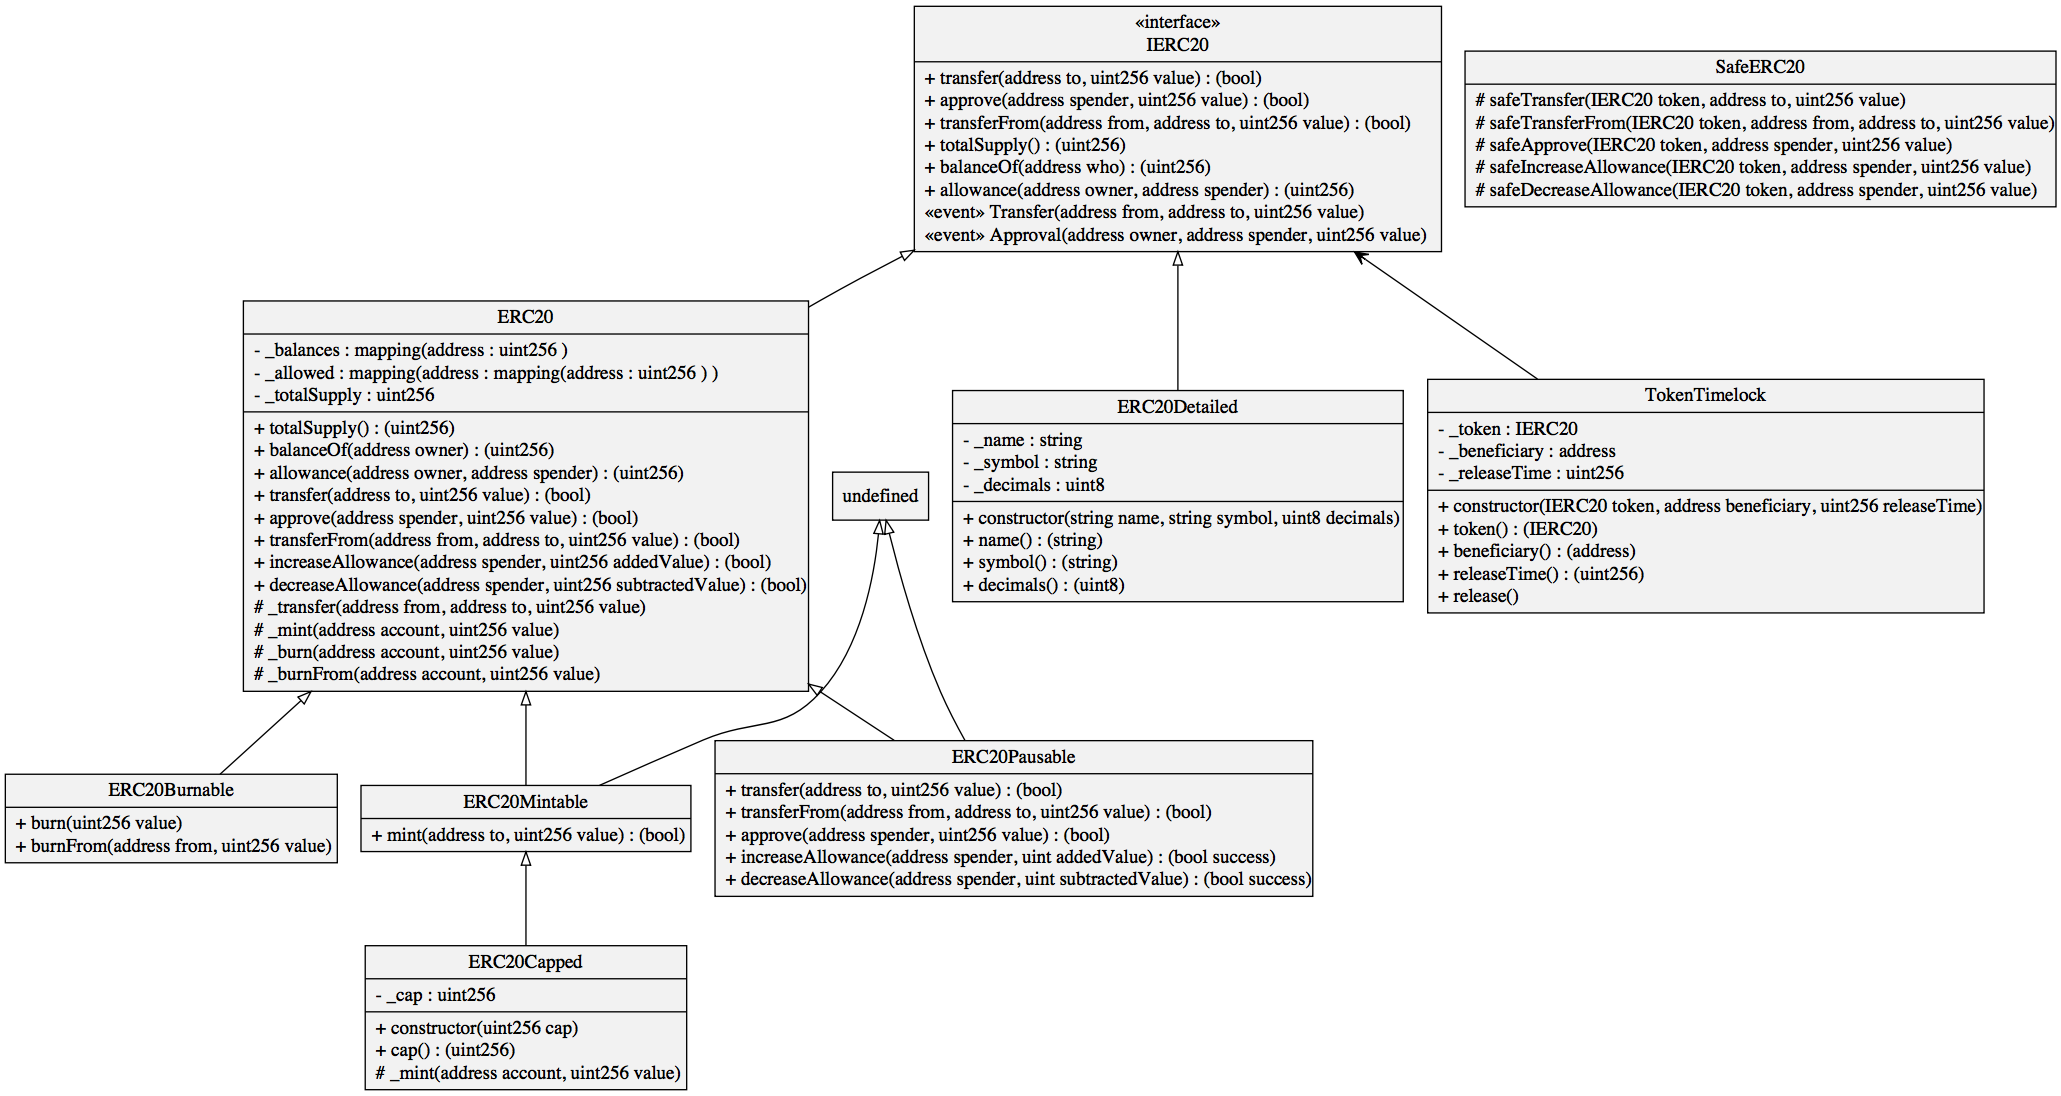 «interface»
IERC20
+ transfer(address to, uint256 value) : (bool)
+ approve(address spender, uint256 value) : (bool)
+ transferFrom(address from, address to, uint256 value) : (bool)
+ totalSupply() : (uint256)
+ balanceOf(address who) : (uint256)
+ allowance(address owner, address spender) : (uint256)
«event» Transfer(address from, address to, uint256 value)
«event» Approval(address owner, address spender, uint256 value)
SafeERC20
# safeTransfer(IERC20 token, address to, uint256 value)
# safeTransferFrom(IERC20 token, address from, address to, uint256 value)
# safeApprove(IERC20 token, address spender, uint256 value)
# safeIncreaseAllowance(IERC20 token, address spender, uint256 value)
# safeDecreaseAllowance(IERC20 token, address spender, uint256 value)
ERC20
- _balances : mapping(address : uint256 )
- _allowed : mapping(address : mapping(address : uint256 ) )
- _totalSupply : uint256
+ totalSupply() : (uint256)
+ balanceOf(address owner) : (uint256)
+ allowance(address owner, address spender) : (uint256)
+ transfer(address to, uint256 value) : (bool)
+ approve(address spender, uint256 value) : (bool)
+ transferFrom(address from, address to, uint256 value) : (bool)
+ increaseAllowance(address spender, uint256 addedValue) : (bool)
+ decreaseAllowance(address spender, uint256 subtractedValue) : (bool)
# _transfer(address from, address to, uint256 value)
# _mint(address account, uint256 value)
# _burn(address account, uint256 value)
# _burnFrom(address account, uint256 value)
undefined
ERC20Detailed
- _name : string
- _symbol : string
- _decimals : uint8
+ constructor(string name, string symbol, uint8 decimals)
+ name() : (string)
+ symbol() : (string)
+ decimals() : (uint8)
TokenTimelock
- _token : IERC20
- _beneficiary : address
- _releaseTime : uint256
+ constructor(IERC20 token, address beneficiary, uint256 releaseTime)
+ token() : (IERC20)
+ beneficiary() : (address)
+ releaseTime() : (uint256)
+ release()
ERC20Burnable
+ burn(uint256 value)
+ burnFrom(address from, uint256 value)
ERC20Mintable
+ mint(address to, uint256 value) : (bool)
ERC20Pausable
+ transfer(address to, uint256 value) : (bool)
+ transferFrom(address from, address to, uint256 value) : (bool)
+ approve(address spender, uint256 value) : (bool)
+ increaseAllowance(address spender, uint addedValue) : (bool success)
+ decreaseAllowance(address spender, uint subtractedValue) : (bool success)
ERC20Capped
- _cap : uint256
+ constructor(uint256 cap)
+ cap() : (uint256)
# _mint(address account, uint256 value)